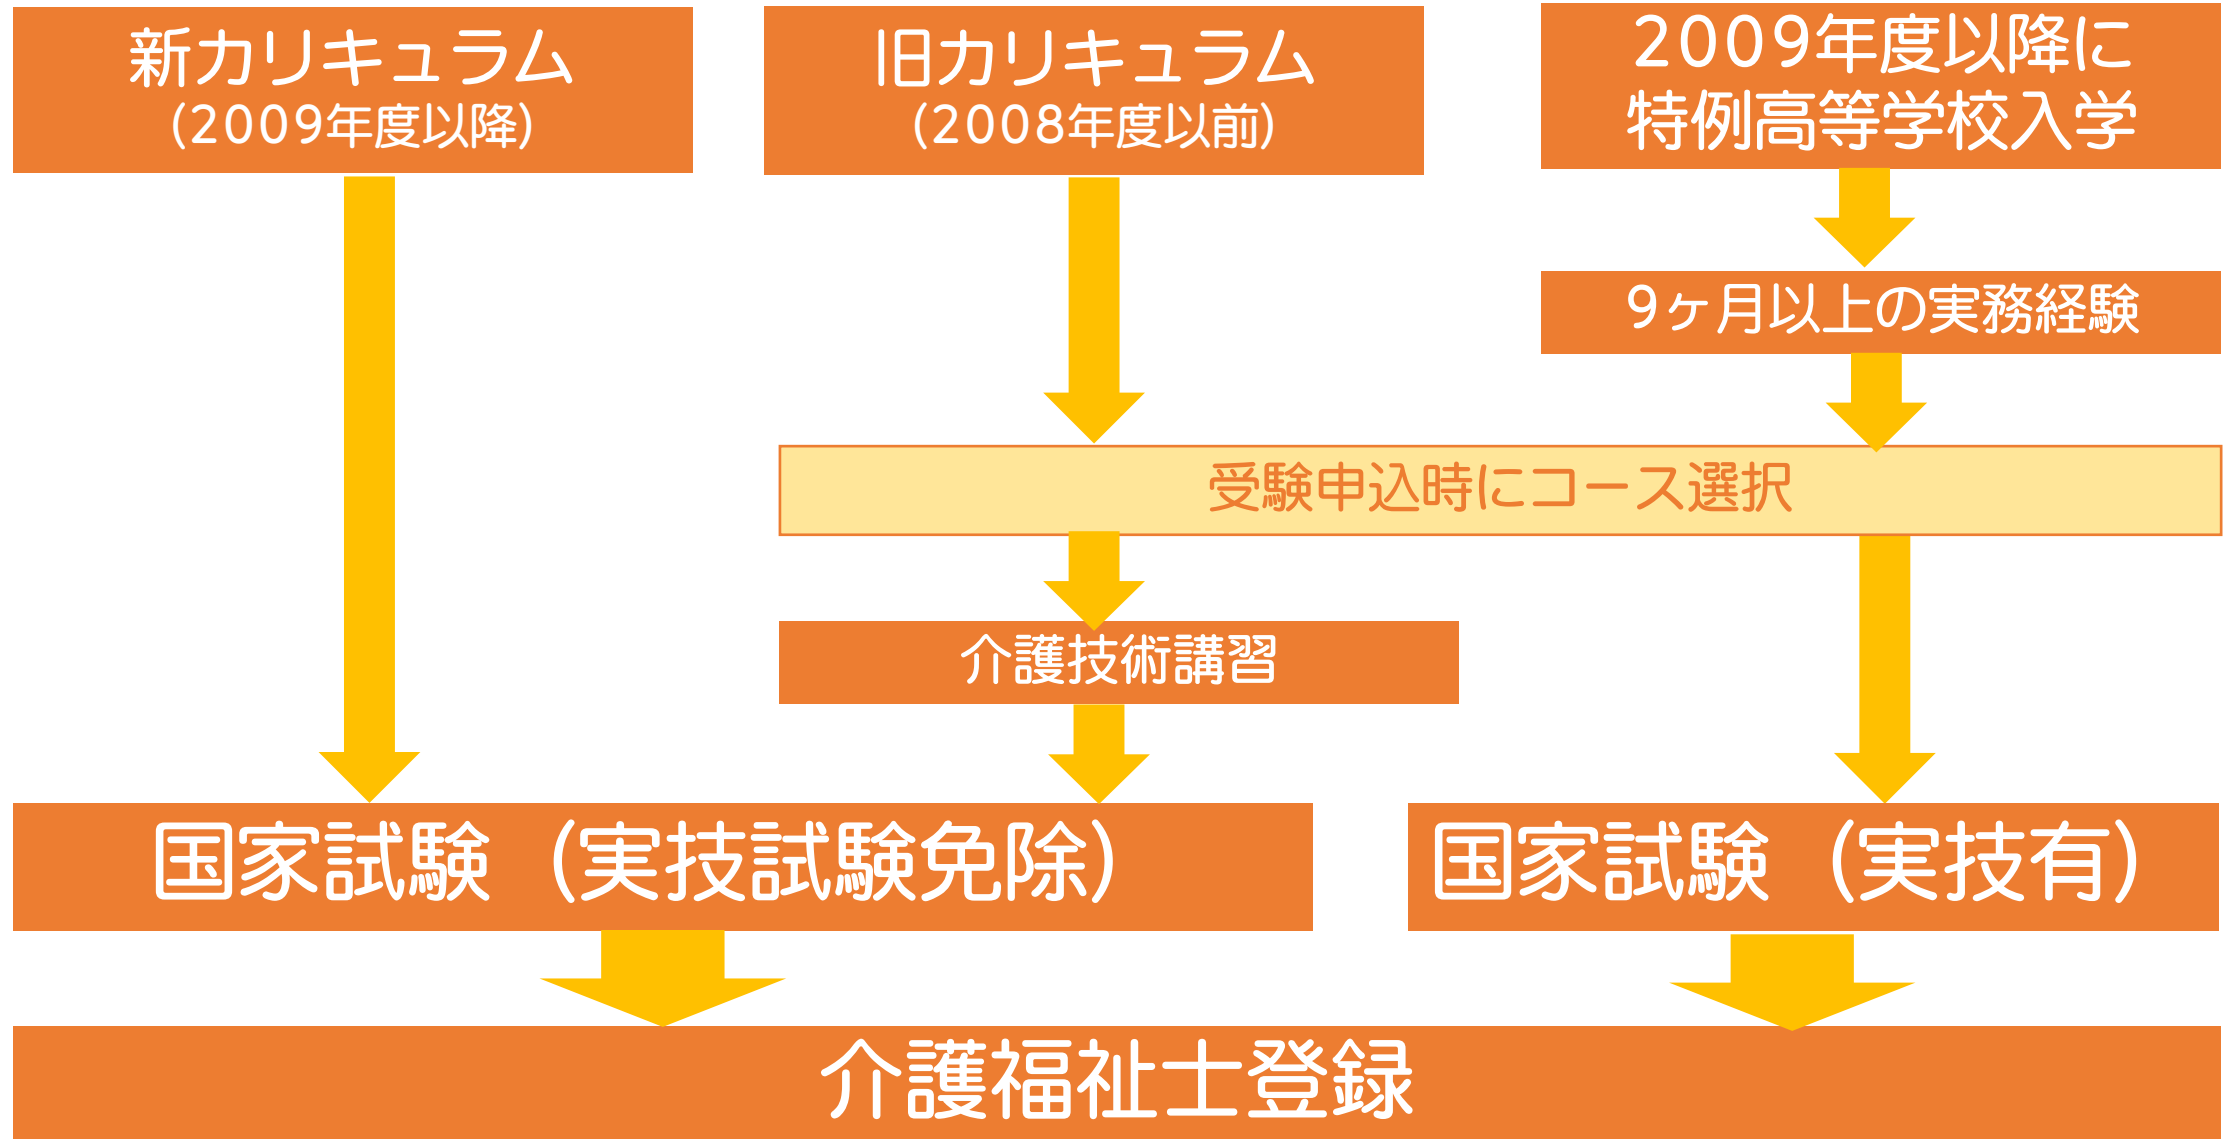 新カリキュラム
（2009年度以降）
旧カリキュラム
（2008年度以前）
2009年度以降に
特例高等学校入学
9ヶ月以上の実務経験
受験申込時にコース選択
介護技術講習
国家試験（実技試験免除）
国家試験（実技有）
介護福祉士登録